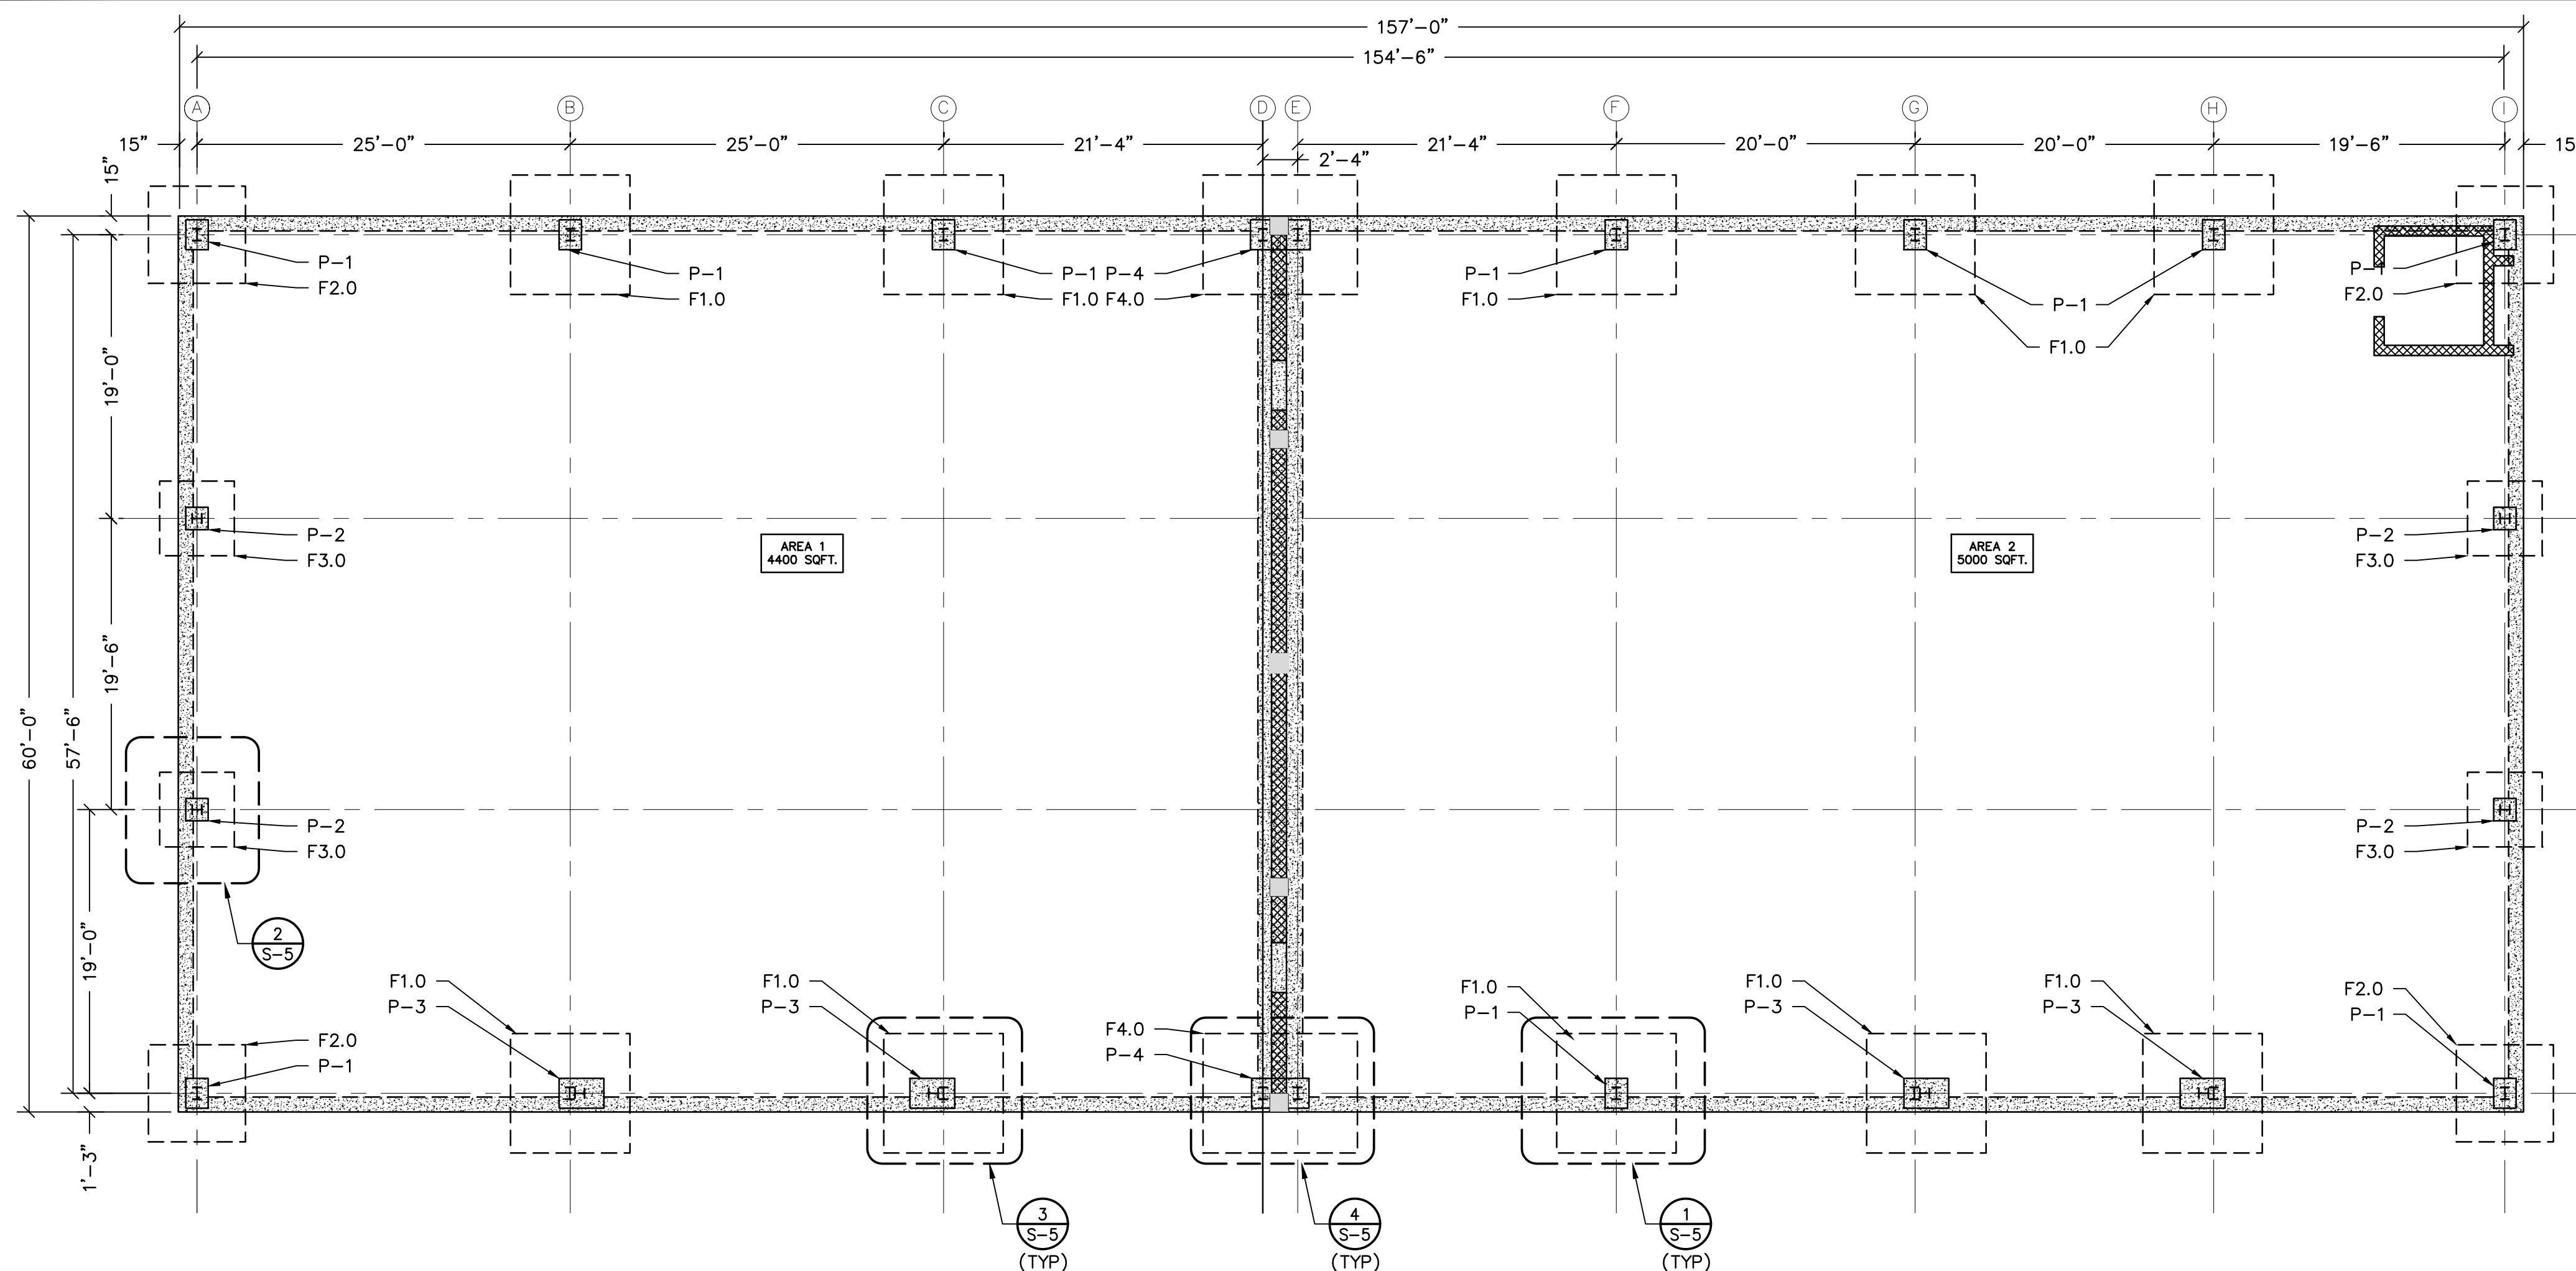 157'-0"
154'-6"
A
B
C
D
E
F
G
H
I
15"
25'-0"
25'-0"
21'-4"
2'-4"
21'-4"
20'-0"
20'-0"
19'-6"
15
15"
P-1
F2.0
P-1
F1.0
P-1 P-4
F1.0 F4.0
P-1
F1.0
P-1
F1.0
P-1
F2.0
19'-0"
P-2
F3.0
AREA 1
4400 SQFT.
AREA 2
5000 SQFT.
P-2
F3.0
19'-6"
60'-0"
57'-6"
P-2
F3.0
P-2
F3.0
19'-0"
2
S-5
F2.0
P-1
F1.0
P-3
F1.0
P-3
F4.0
P-4
F1.0
P-1
F1.0
P-3
F1.0
P-3
F2.0
P-1
1'-3"
3
S-5
(TYP)
4
S-5
(TYP)
1
S-5
(TYP)